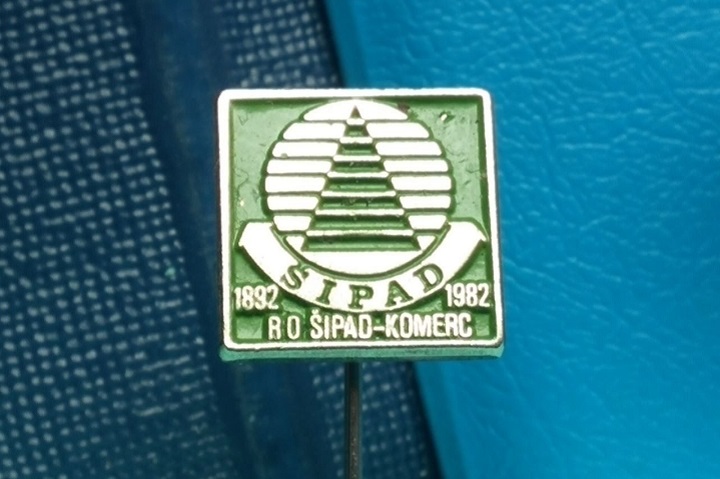 ŠIPAD
1892 1982
RO ŠIPAD-KOMERC